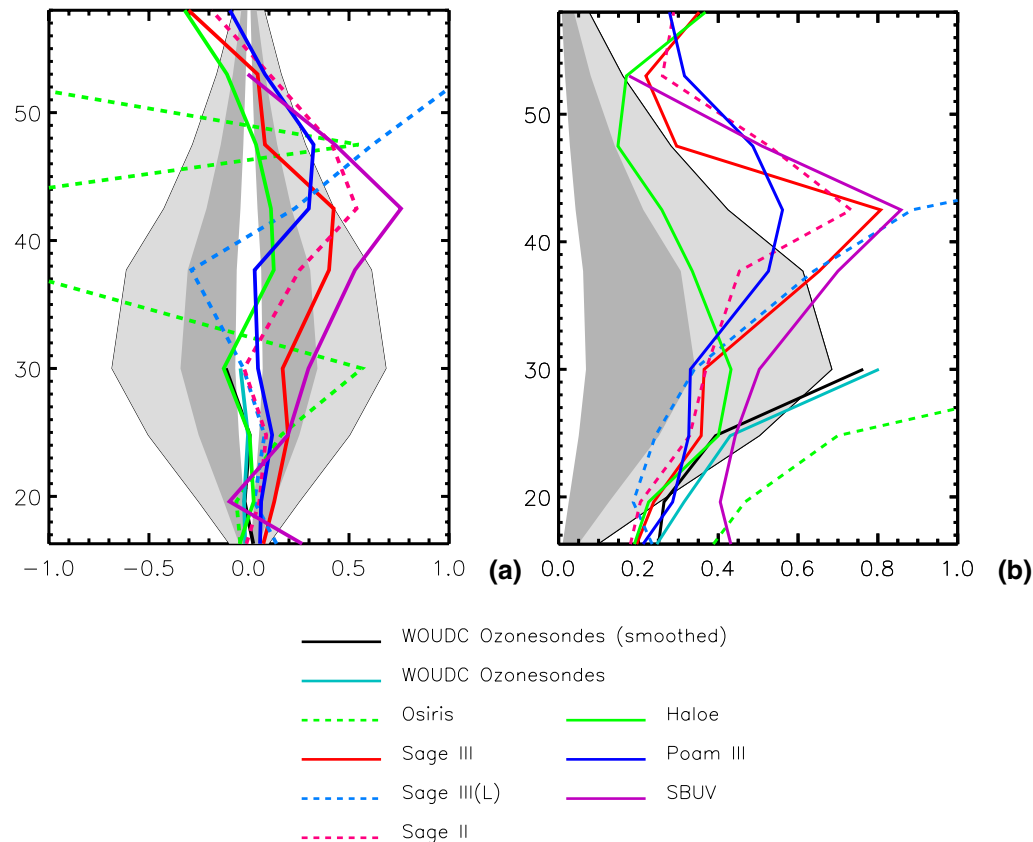 50
40
30
20
−1.0 −0.5 0.0 0.5 1.0 (a)
50
40
30
20
0.0 0.2 0.4 0.6 0.8 1.0 (b)
WOUDC Ozonesondes (smoothed)
WOUDC Ozonesondes
Osiris Haloe
Sage III Poam III
Sage III(L) SBUV
Sage II